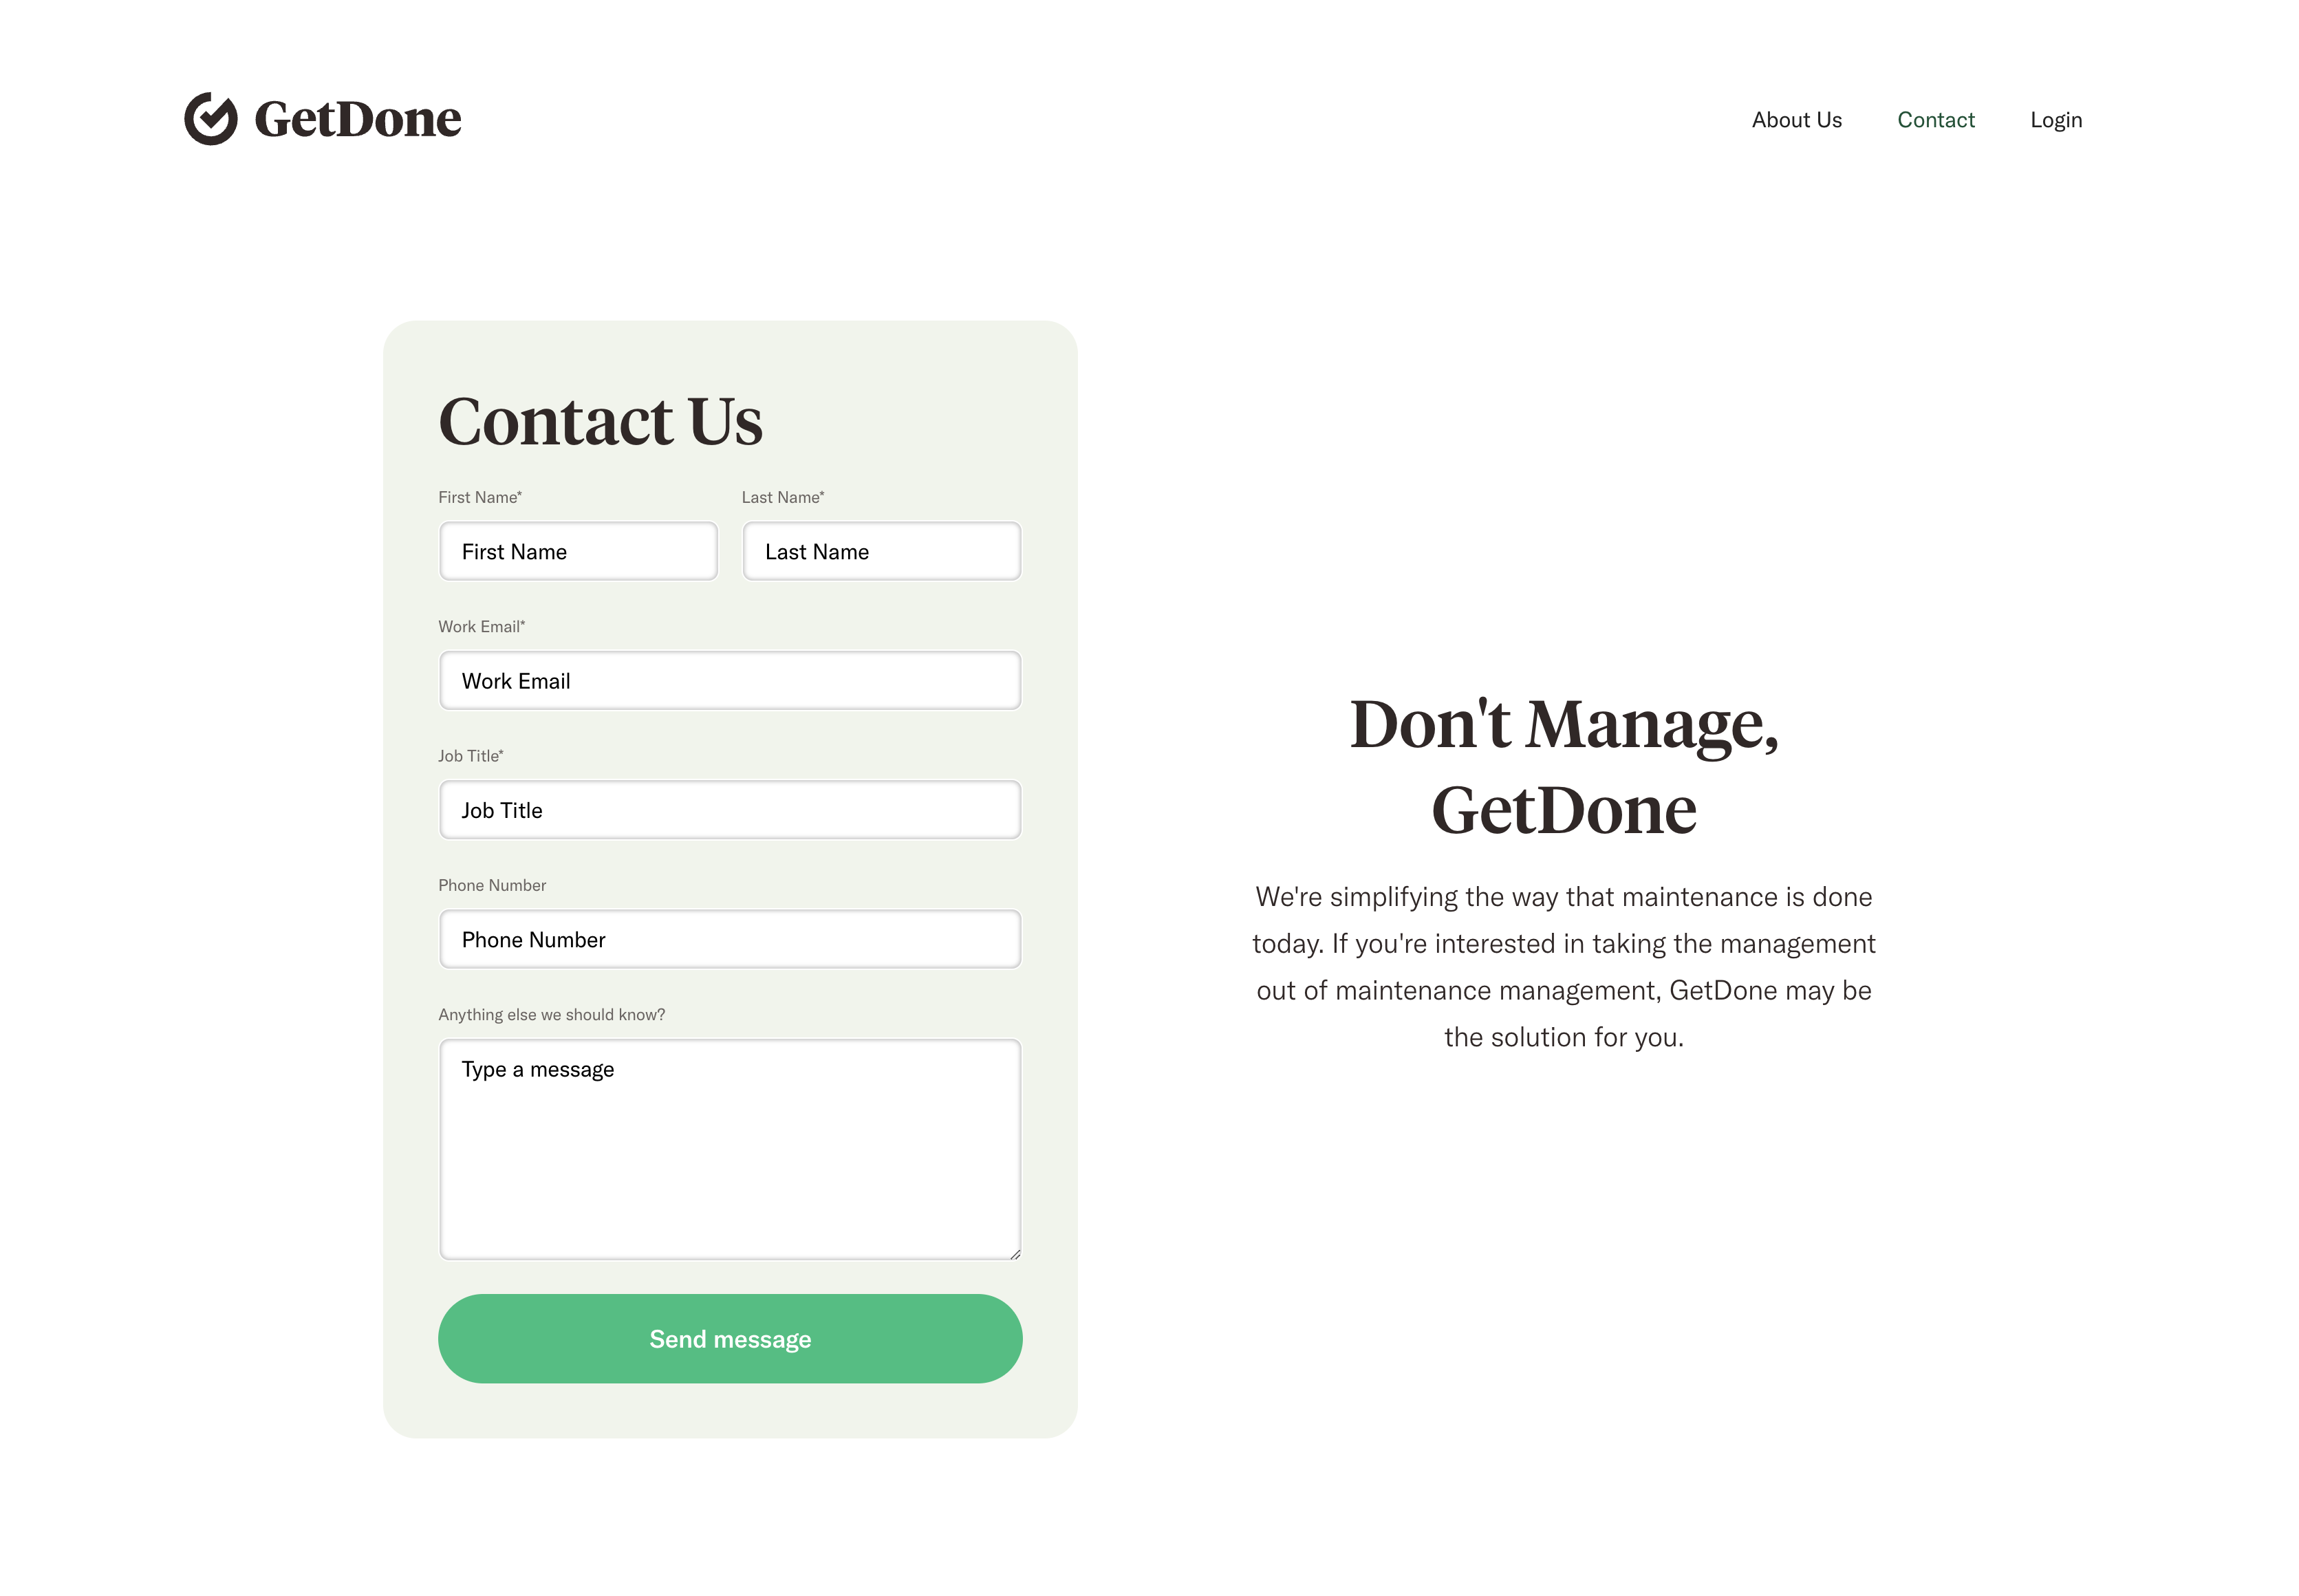 GetDone
About Us
Contact
Login
Contact Us
First Name*
Last Name*
First Name
Last Name
Work Email*
Work Email
Job Title*
Job Title
Phone Number
Phone Number
Anything else we should know?
Type a message
Send message
Don't Manage,
GetDone
We're simplifying the way that maintenance is done
today. If you're interested in taking the management
out of maintenance management, GetDone may be
the solution for you.